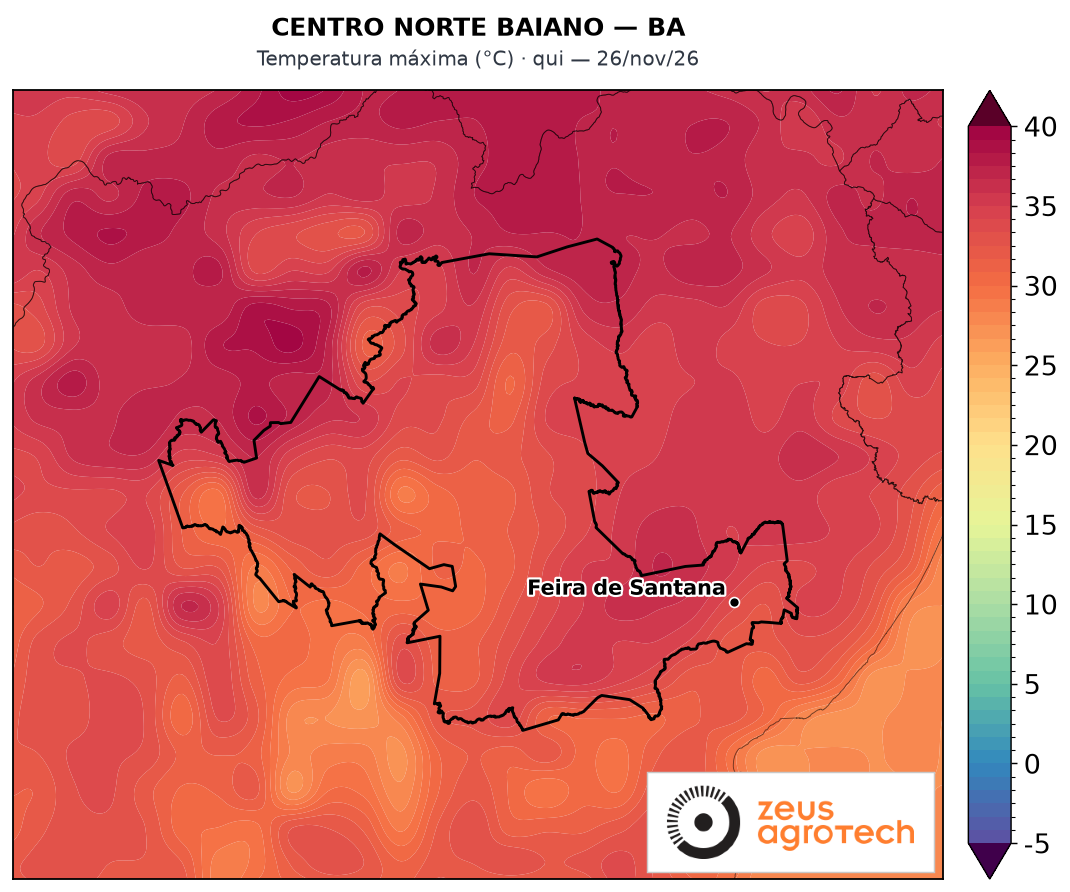 CENTRO NORTE BAIANO — BA
Temperatura máxima (°C) · qui — 26/nov/26
40
35
30
25
20
15
10
5
0
-5
Feira de Santana
zeus
agrotech